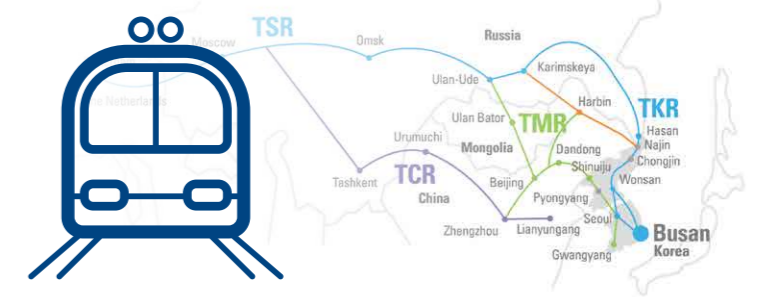 TSR
Moscow
Omsk
Russia
Karimskeya
Ulan-Ude
Harbin
TKR
Ulan Bator
TMR
Hasan
Najin
Urumuchi
Mongolia
Dandong
Chongjin
Shinuiju
Tashkent
TCR
Beijing
Wonsan
China
Pyongyang
Seoul
Zhengzhou
Lianyungang
Busan
Korea
Gwangyang
Netherlands